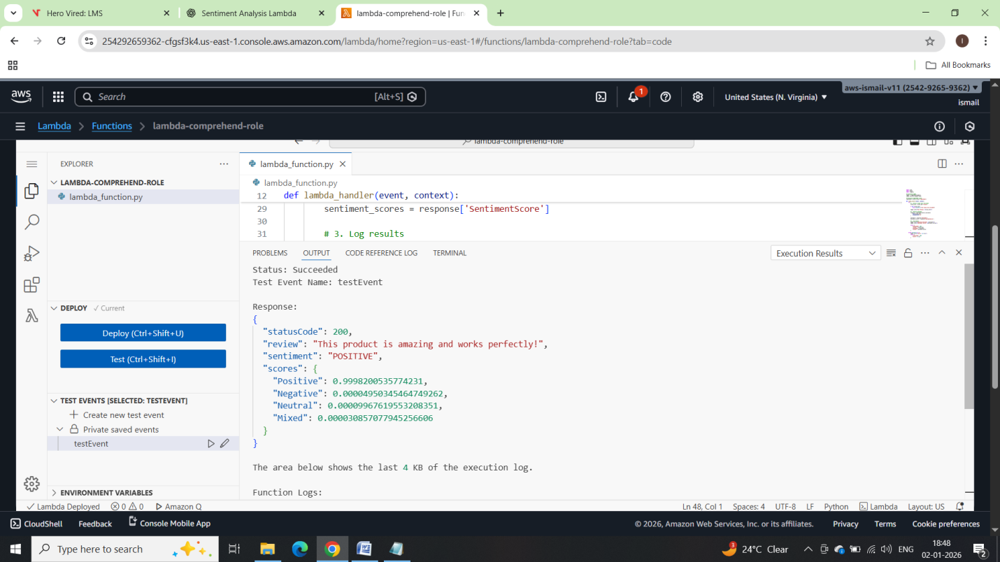 Hero Vired: LMS
Sentiment Analysis Lambda
lambda-comprehend-role | Fun
254292659362-cfgsf3k4.us-east-1.console.aws.amazon.com/lambda/home?region=us-east-1#/functions/lambda-comprehend-role?tab=code
I
All Bookmarks
aws
Search
[Alt+S]
1
United States (N. Virginia)
aws-ismail-v11 (2542-9265-9362)
ismail
Lambda
Functions
lambda-comprehend-role
lambda-comprehend-role
EXPLORER
LAMBDA-COMPREHEND-ROLE
lambda_function.py
lambda_function.py
lambda_function.py
12 def lambda_handler(event, context):
29 sentiment_scores = response['SentimentScore']
30
31 # 3. Log results
PROBLEMS
OUTPUT
CODE REFERENCE LOG
TERMINAL
Execution Results
Status: Succeeded
Test Event Name: testEvent
Response:
{
"statusCode": 200,
"review": "This product is amazing and works perfectly!",
"sentiment": "POSITIVE",
"scores": {
"Positive": 0.9998200535774231,
"Negative": 0.00004950345464749262,
"Neutral": 0.00009967619553208351,
"Mixed": 0.000030857077945256606
}
}
The area below shows the last 4 KB of the execution log.
Function Logs:
DEPLOY
Current
Deploy (Ctrl+Shift+U)
Test (Ctrl+Shift+I)
TEST EVENTS [SELECTED: TESTEVENT]
Create new test event
Private saved events
testEvent
ENVIRONMENT VARIABLES
Lambda Deployed
0
0
Amazon Q
Ln 48, Col 1
Spaces: 4
UTF-8
LF
Python
Lambda
Layout: US
CloudShell
Feedback
Console Mobile App
© 2026, Amazon Web Services, Inc. or its affiliates.
Privacy
Terms
Cookie preferences
Type here to search
3
24°C Clear
ENG
18:48
02-01-2026
2